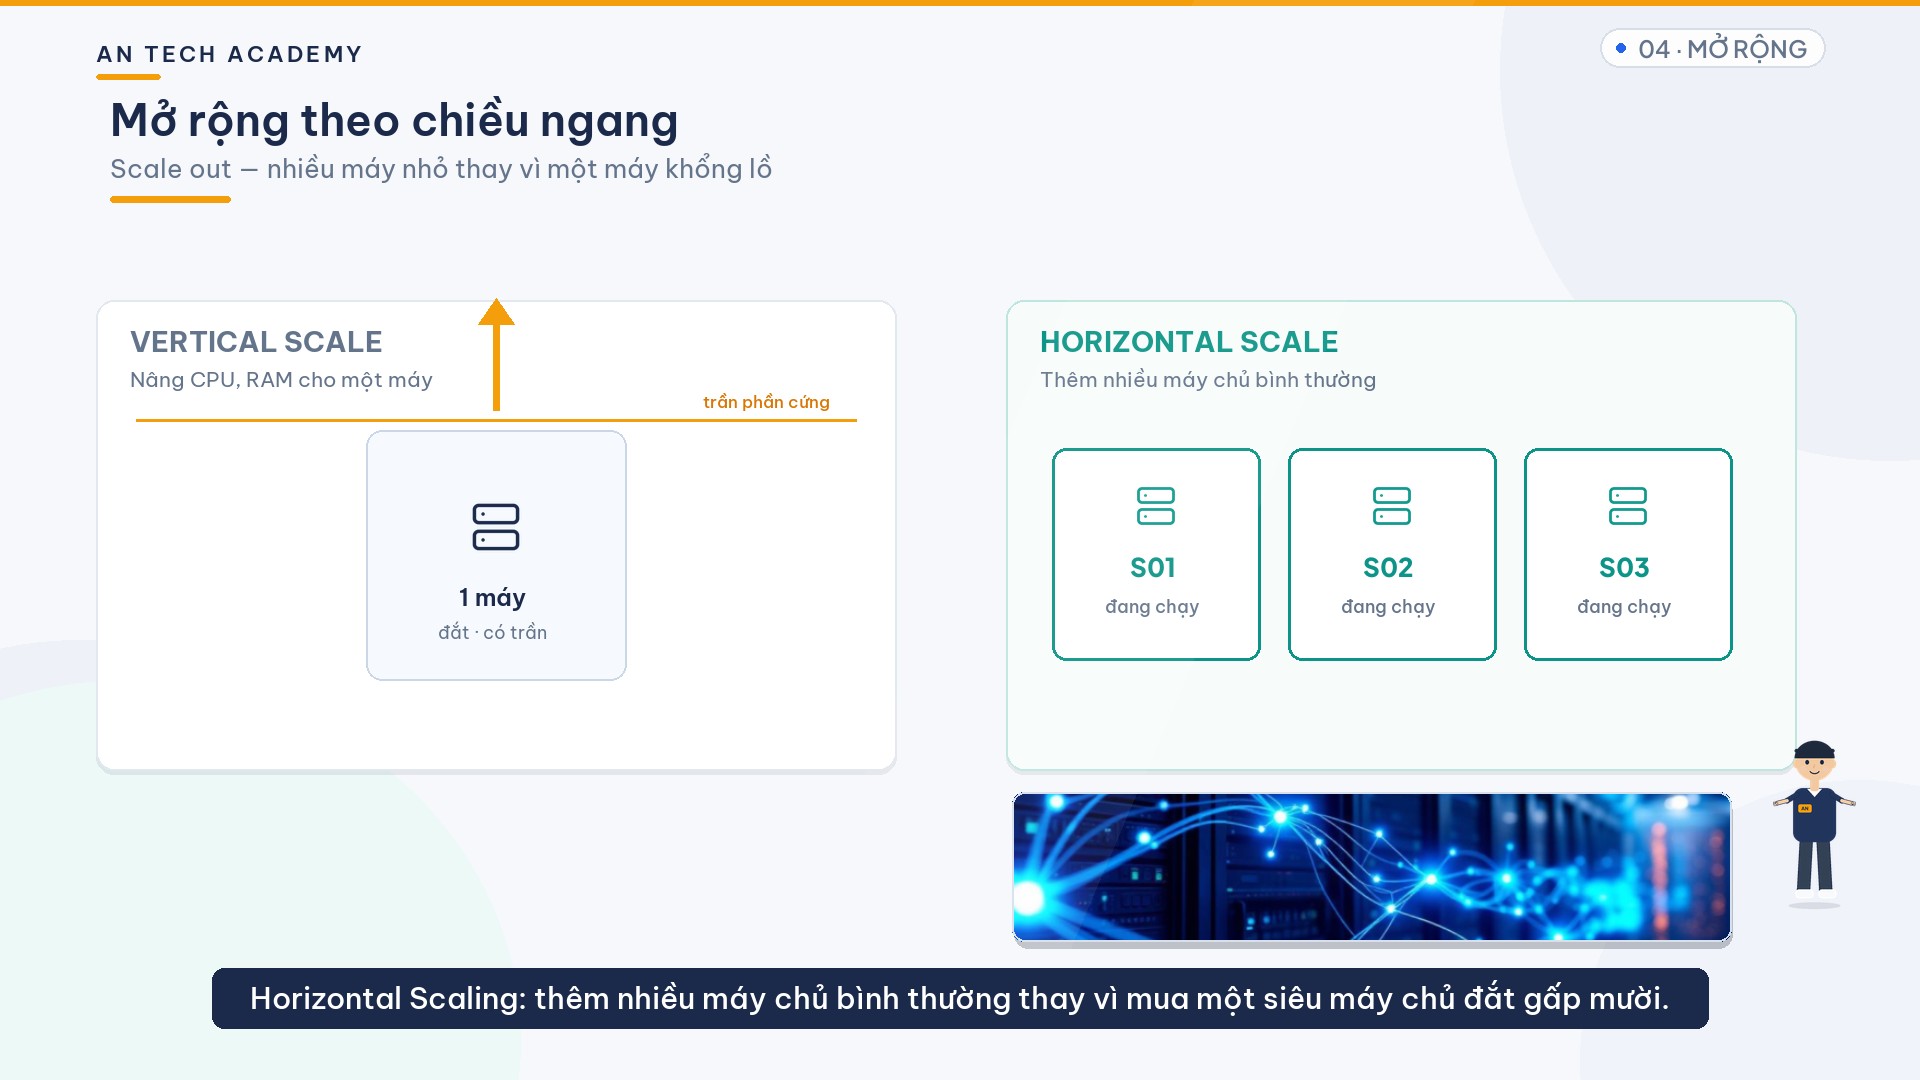 AN TECH ACADEMY
04 · MỞ RỘNG
Mở rộng theo chiều ngang
Scale out — nhiều máy nhỏ thay vì một máy khổng lồ
VERTICAL SCALE
Nâng CPU, RAM cho một máy
trần phần cứng
1 máy
đắt · có trần
HORIZONTAL SCALE
Thêm nhiều máy chủ bình thường
S01
đang chạy
S02
đang chạy
S03
đang chạy
AN
Horizontal Scaling: thêm nhiều máy chủ bình thường thay vì mua một siêu máy chủ đắt gấp mười.